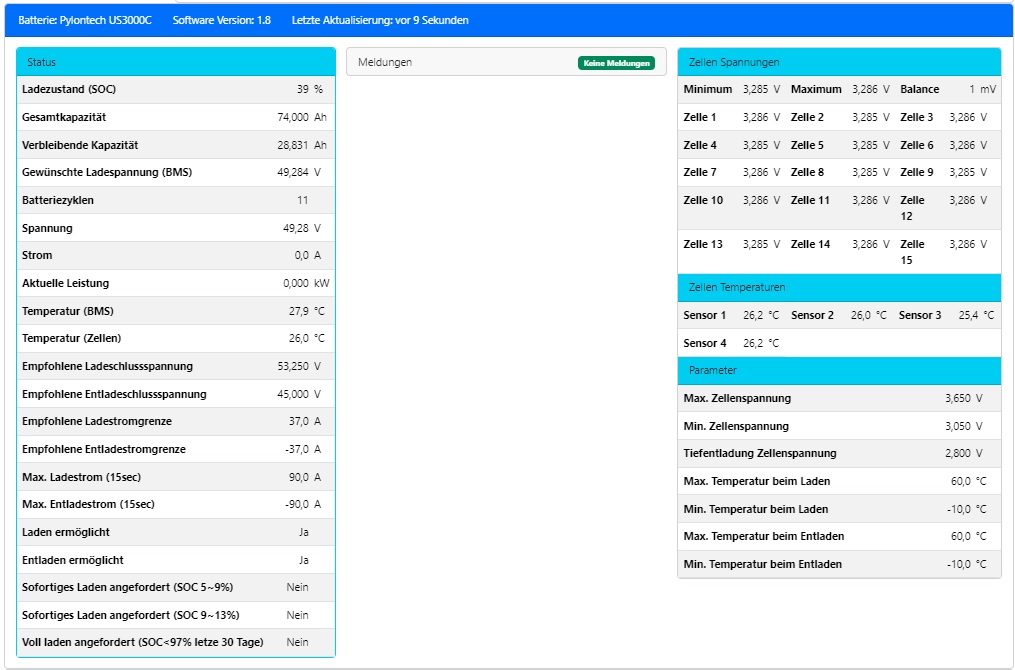 Batterie: Pylontech US3000C Software Version: 1.8 Letzte Aktualisierung: vor 9 Sekunden
Status
Ladezustand (SOC) 39 %
Gesamtkapazität 74,000 Ah
Verbleibende Kapazität 28,831 Ah
Gewünschte Ladespannung (BMS) 49,284 V
Batteriezyklen 11
Spannung 49,28 V
Strom 0,0 A
Aktuelle Leistung 0,000 kW
Temperatur (BMS) 27,9 °C
Temperatur (Zellen) 26,0 °C
Empfohlene Ladeschlussspannung 53,250 V
Empfohlene Entladeschlussspannung 45,000 V
Empfohlene Ladestromgrenze 37,0 A
Empfohlene Entladestromgrenze -37,0 A
Max. Ladestrom (15sec) 90,0 A
Max. Entladestrom (15sec) -90,0 A
Laden ermöglicht Ja
Entladen ermöglicht Ja
Sofortiges Laden angefordert (SOC 5~9%) Nein
Sofortiges Laden angefordert (SOC 9~13%) Nein
Voll laden angefordert (SOC<97% letze 30 Tage) Nein
Meldungen Keine Meldungen
Zellen Spannungen
Minimum 3,285 V Maximum 3,286 V Balance 1 mV
Zelle 1 3,286 V Zelle 2 3,285 V Zelle 3 3,286 V
Zelle 4 3,285 V Zelle 5 3,285 V Zelle 6 3,286 V
Zelle 7 3,286 V Zelle 8 3,285 V Zelle 9 3,285 V
Zelle 10 3,286 V Zelle 11 3,286 V Zelle 3,286 V
12
Zelle 13 3,285 V Zelle 14 3,286 V Zelle 3,286 V
15
Zellen Temperaturen
Sensor 1 26,2 °C Sensor 2 26,0 °C Sensor 3 25,4 °C
Sensor 4 26,2 °C
Parameter
Max. Zellenspannung 3,650 V
Min. Zellenspannung 3,050 V
Tiefentladung Zellenspannung 2,800 V
Max. Temperatur beim Laden 60,0 °C
Min. Temperatur beim Laden -10,0 °C
Max. Temperatur beim Entladen 60,0 °C
Min. Temperatur beim Entladen -10,0 °C